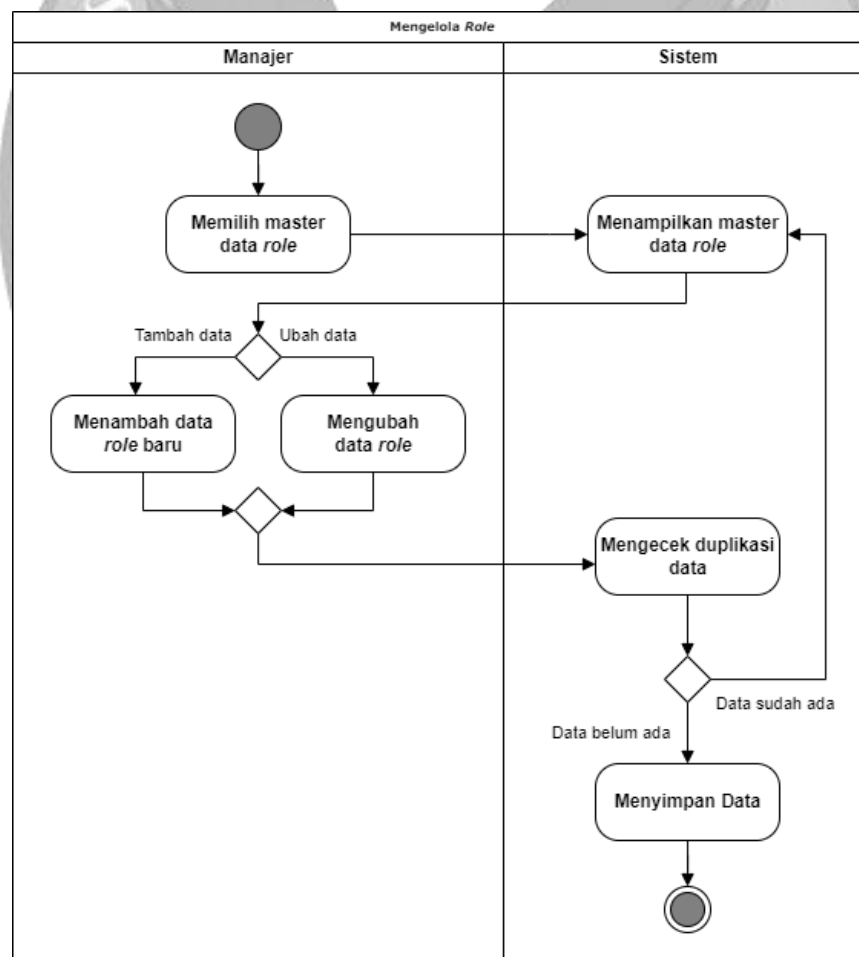 Mengelola Role
Manajer
Sistem
Memilih master
data role
Menampilkan master
data role
Tambah data
Ubah data
Menambah data
role baru
Mengubah
data role
Mengecek duplikasi
data
Data sudah ada
Data belum ada
Menyimpan Data